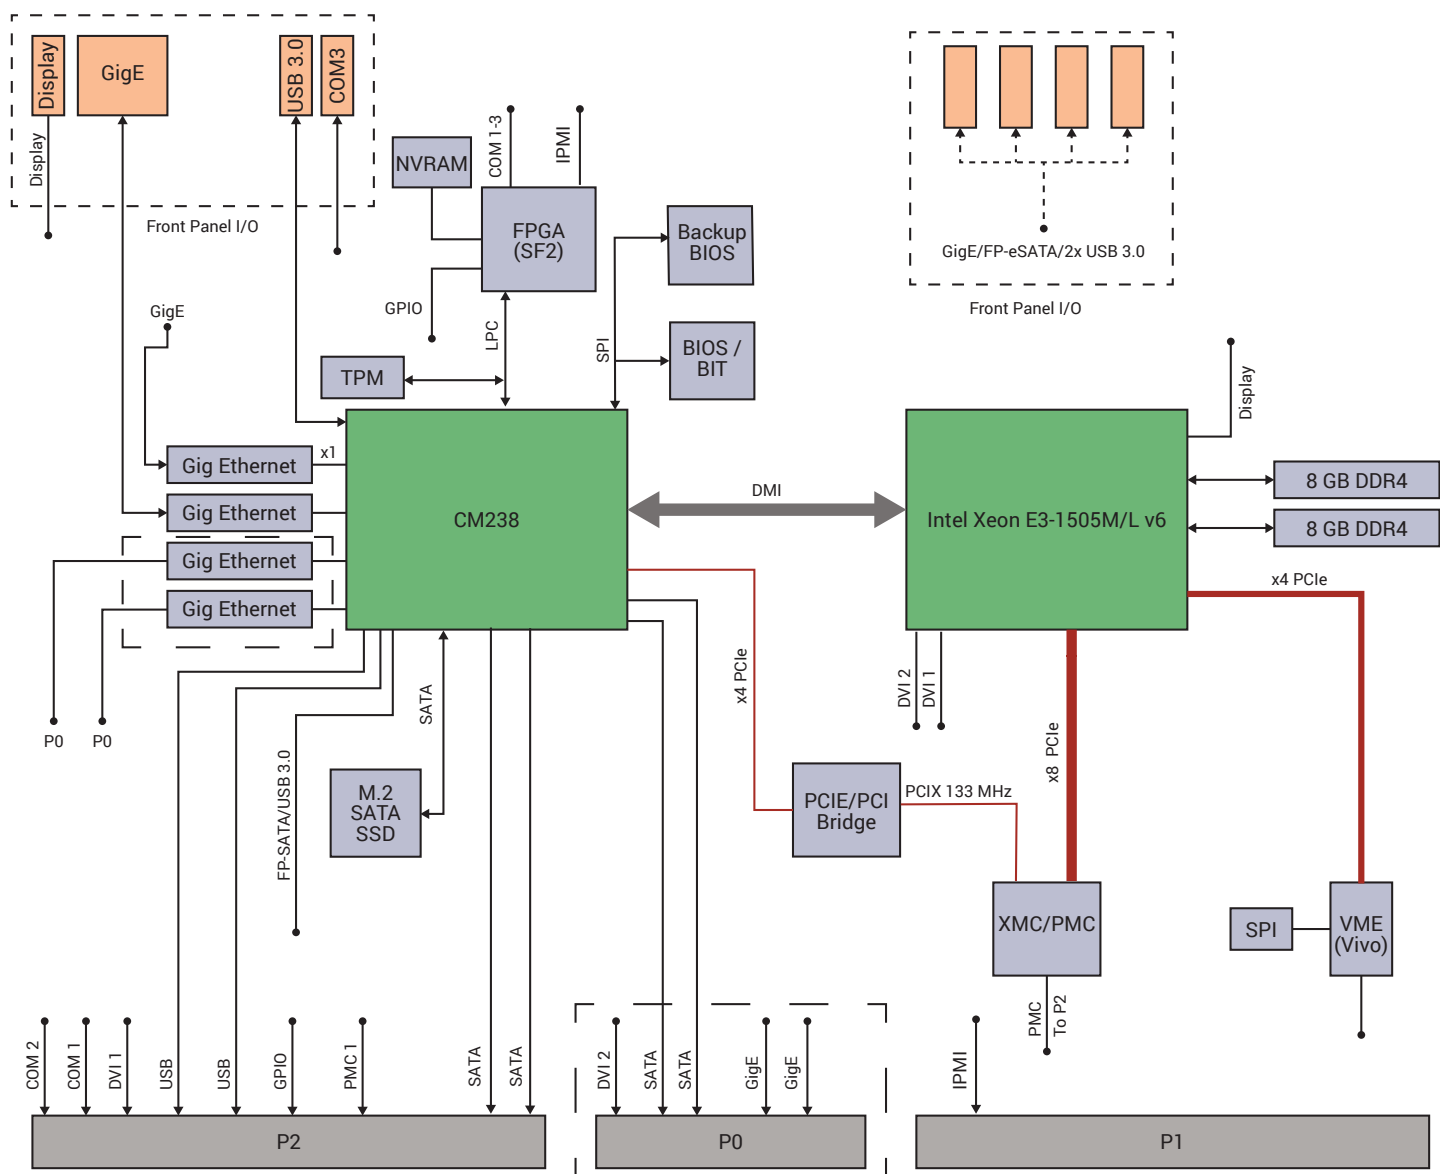 Display
GigE
USB 3.0
COM3
Display
Front Panel I/O
GigE/FP-eSATA/2x USB 3.0
Front Panel I/O
NVRAM
COM 1-3
IPMI
FPGA
(SF2)
Backup
BIOS
GPIO
LPC
SPI
BIOS /
BIT
TPM
GigE
Display
Gig Ethernet
x1
Gig Ethernet
Gig Ethernet
Gig Ethernet
CM238
DMI
Intel Xeon E3-1505M/L v6
8 GB DDR4
8 GB DDR4
x4 PCIe
P0
P0
SATA
x4 PCIe
DVI 2
DVI 1
x8 PCIe
FP-SATA/USB 3.0
M.2
SATA
SSD
PCIE/PCI
Bridge
PCIX 133 MHz
XMC/PMC
SPI
VME
(Vivo)
PMC
To P2
COM 2
COM 1
DVI 1
USB
USB
GPIO
PMC 1
SATA
SATA
DVI 2
SATA
SATA
GigE
GigE
IPMI
P2
P0
P1